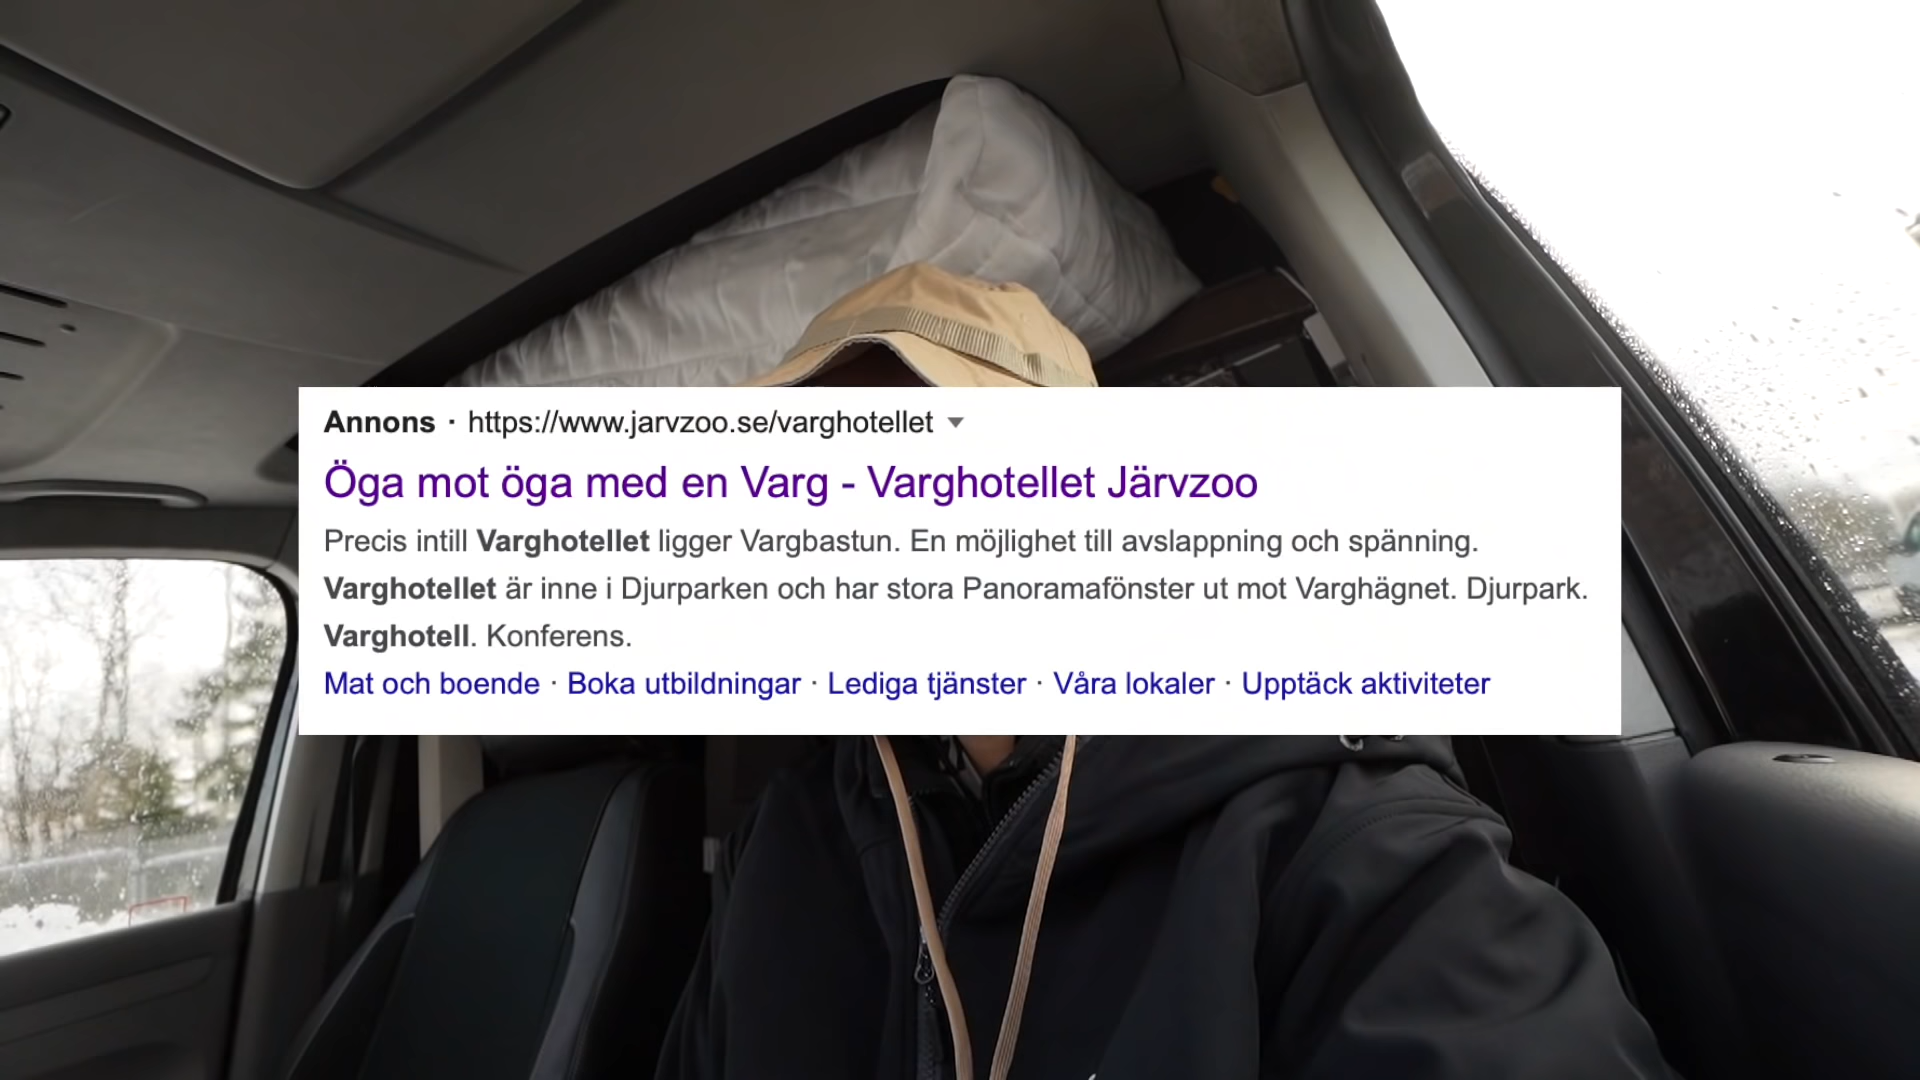 Annons · https://www.jarvzoo.se/varghotellet
Öga mot öga med en Varg - Varghotellet Järvzoo
Precis intill Varghotellet ligger Vargbastun. En möjlighet till avslappning och spänning.
Varghotellet är inne i Djurparken och har stora Panoramafönster ut mot Varghägnet. Djurpark.
Varghotell. Konferens.
Mat och boende · Boka utbildningar · Lediga tjänster · Våra lokaler · Upptäck aktiviteter